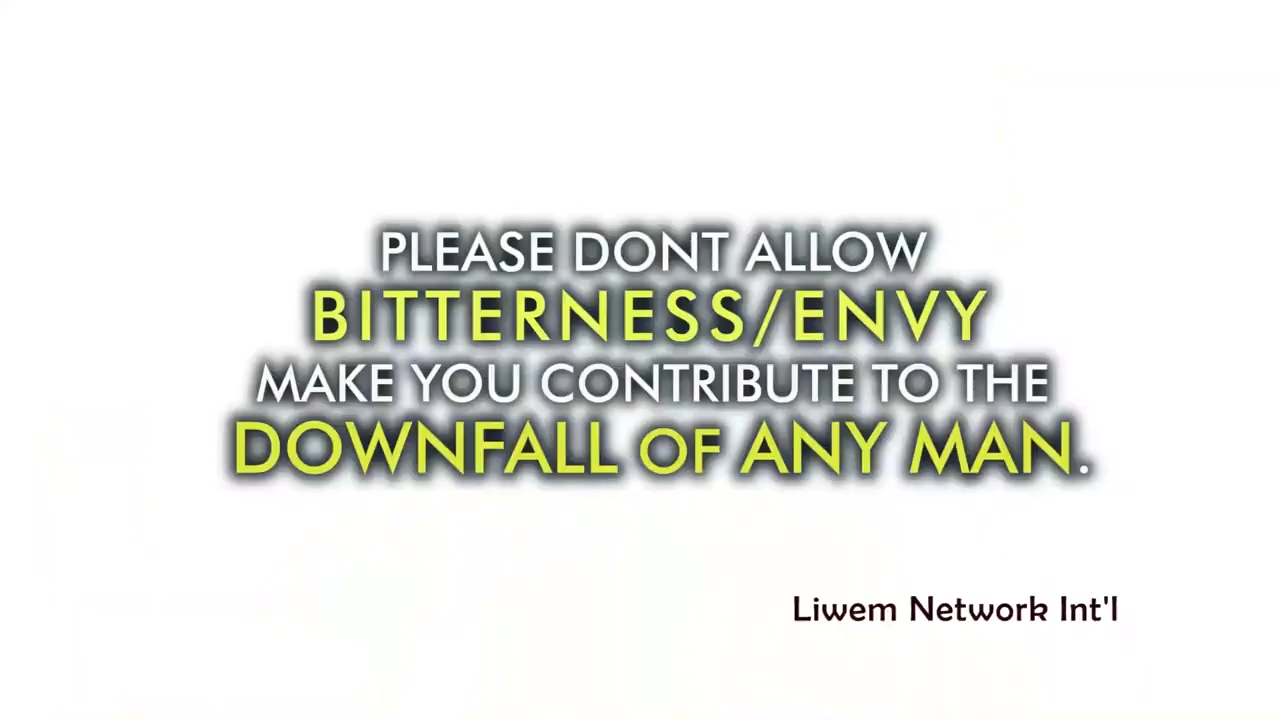 PLEASE DONT ALLOW
BITTERNESS/ENVY
MAKE YOU CONTRIBUTE TO THE
DOWNFALL OF ANY MAN.
Liwem Network Int'l